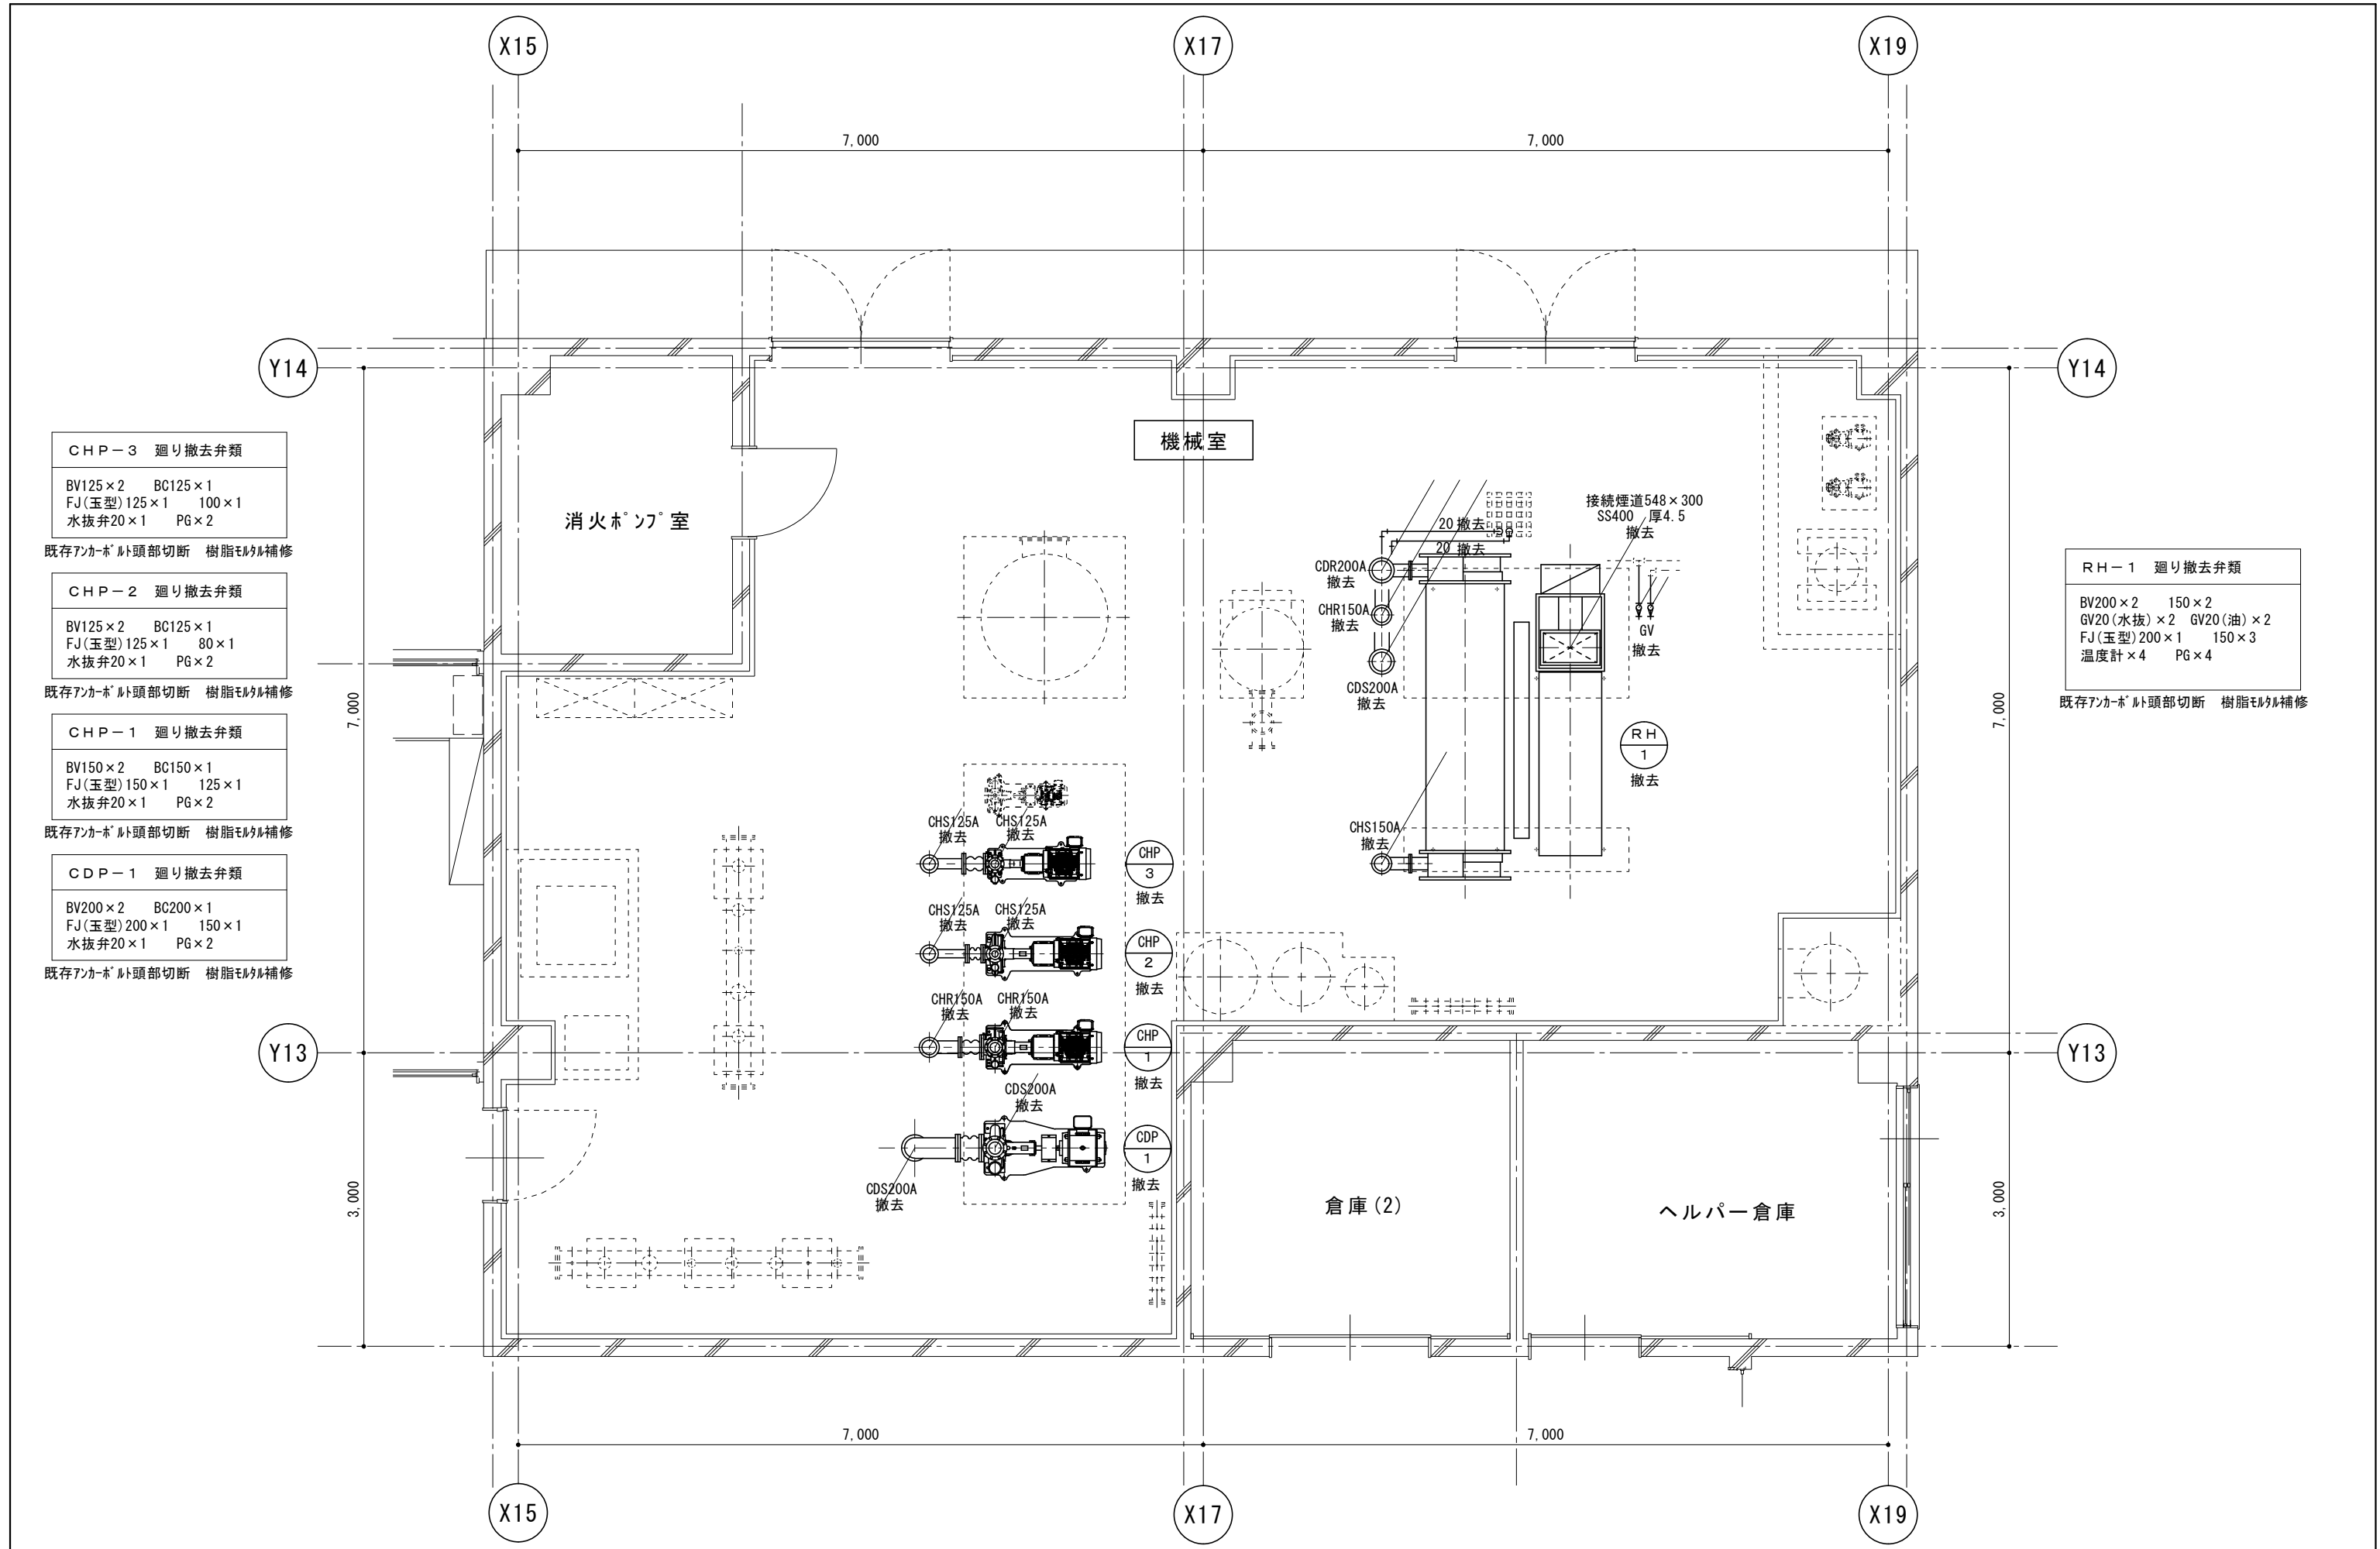 X15
X17
X19
7,000
7,000
Y14
Y14
CHP-3 廻り撤去弁類
BV125×2 BC125×1
FJ(玉型)125×1 100×1
水抜弁20×1 PG×2
既存アンカーボルト頭部切断 樹脂モルタル補修
CHP-2 廻り撤去弁類
BV125×2 BC125×1
FJ(玉型)125×1 80×1
水抜弁20×1 PG×2
既存アンカーボルト頭部切断 樹脂モルタル補修
CHP-1 廻り撤去弁類
BV150×2 BC150×1
FJ(玉型)150×1 125×1
水抜弁20×1 PG×2
既存アンカーボルト頭部切断 樹脂モルタル補修
CDP-1 廻り撤去弁類
BV200×2 BC200×1
FJ(玉型)200×1 150×1
水抜弁20×1 PG×2
既存アンカーボルト頭部切断 樹脂モルタル補修
機械室
消火ポンプ室
接続煙道548×300
SS400 厚4.5
撤去
20 撤去
20 撤去
CDR200A
撤去
CHR150A
撤去
CDS200A
撤去
GV
撤去
RH
1
撤去
CHS150A
撤去
RH-1 廻り撤去弁類
BV200×2 150×2
GV20(水抜)×2 GV20(油)×2
FJ(玉型)200×1 150×3
温度計×4 PG×4
既存アンカーボルト頭部切断 樹脂モルタル補修
7,000
7,000
CHS125A
撤去
CHS125A
撤去
CHP
3
撤去
CHS125A
撤去
CHS125A
撤去
CHP
2
撤去
CHR150A
撤去
CHR150A
撤去
CHP
1
撤去
CDS200A
撤去
CDP
1
撤去
CDS200A
撤去
Y13
Y13
3,000
3,000
倉庫(2)
ヘルパー倉庫
7,000
7,000
X15
X17
X19